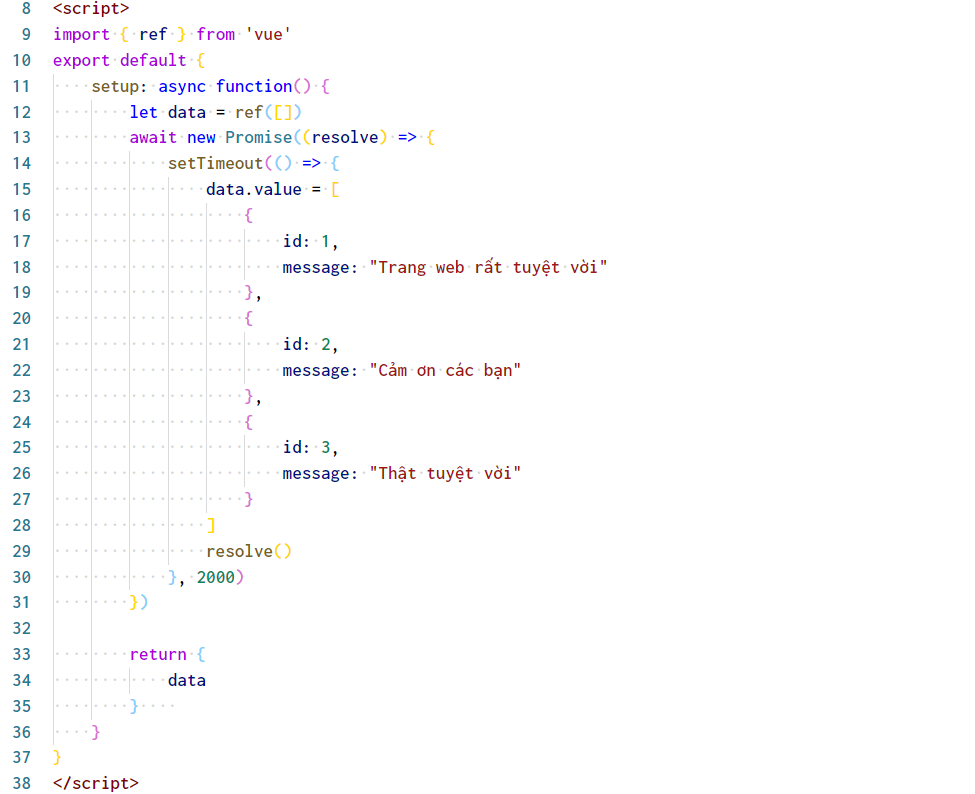 8 <script>
9 import { ref } from 'vue'
10 export default {
11     setup: async function() {
12         let data = ref([])
13         await new Promise((resolve) => {
14             setTimeout(() => {
15                 data.value = [
16                     {
17                         id: 1,
18                         message: "Trang web rất tuyệt vời"
19                     },
20                     {
21                         id: 2,
22                         message: "Cảm ơn các bạn"
23                     },
24                     {
25                         id: 3,
26                         message: "Thật tuyệt vời"
27                     }
28                 ]
29                 resolve()
30             }, 2000)
31         })
32
33         return {
34             data
35         }
36     }
37 }
38 </script>